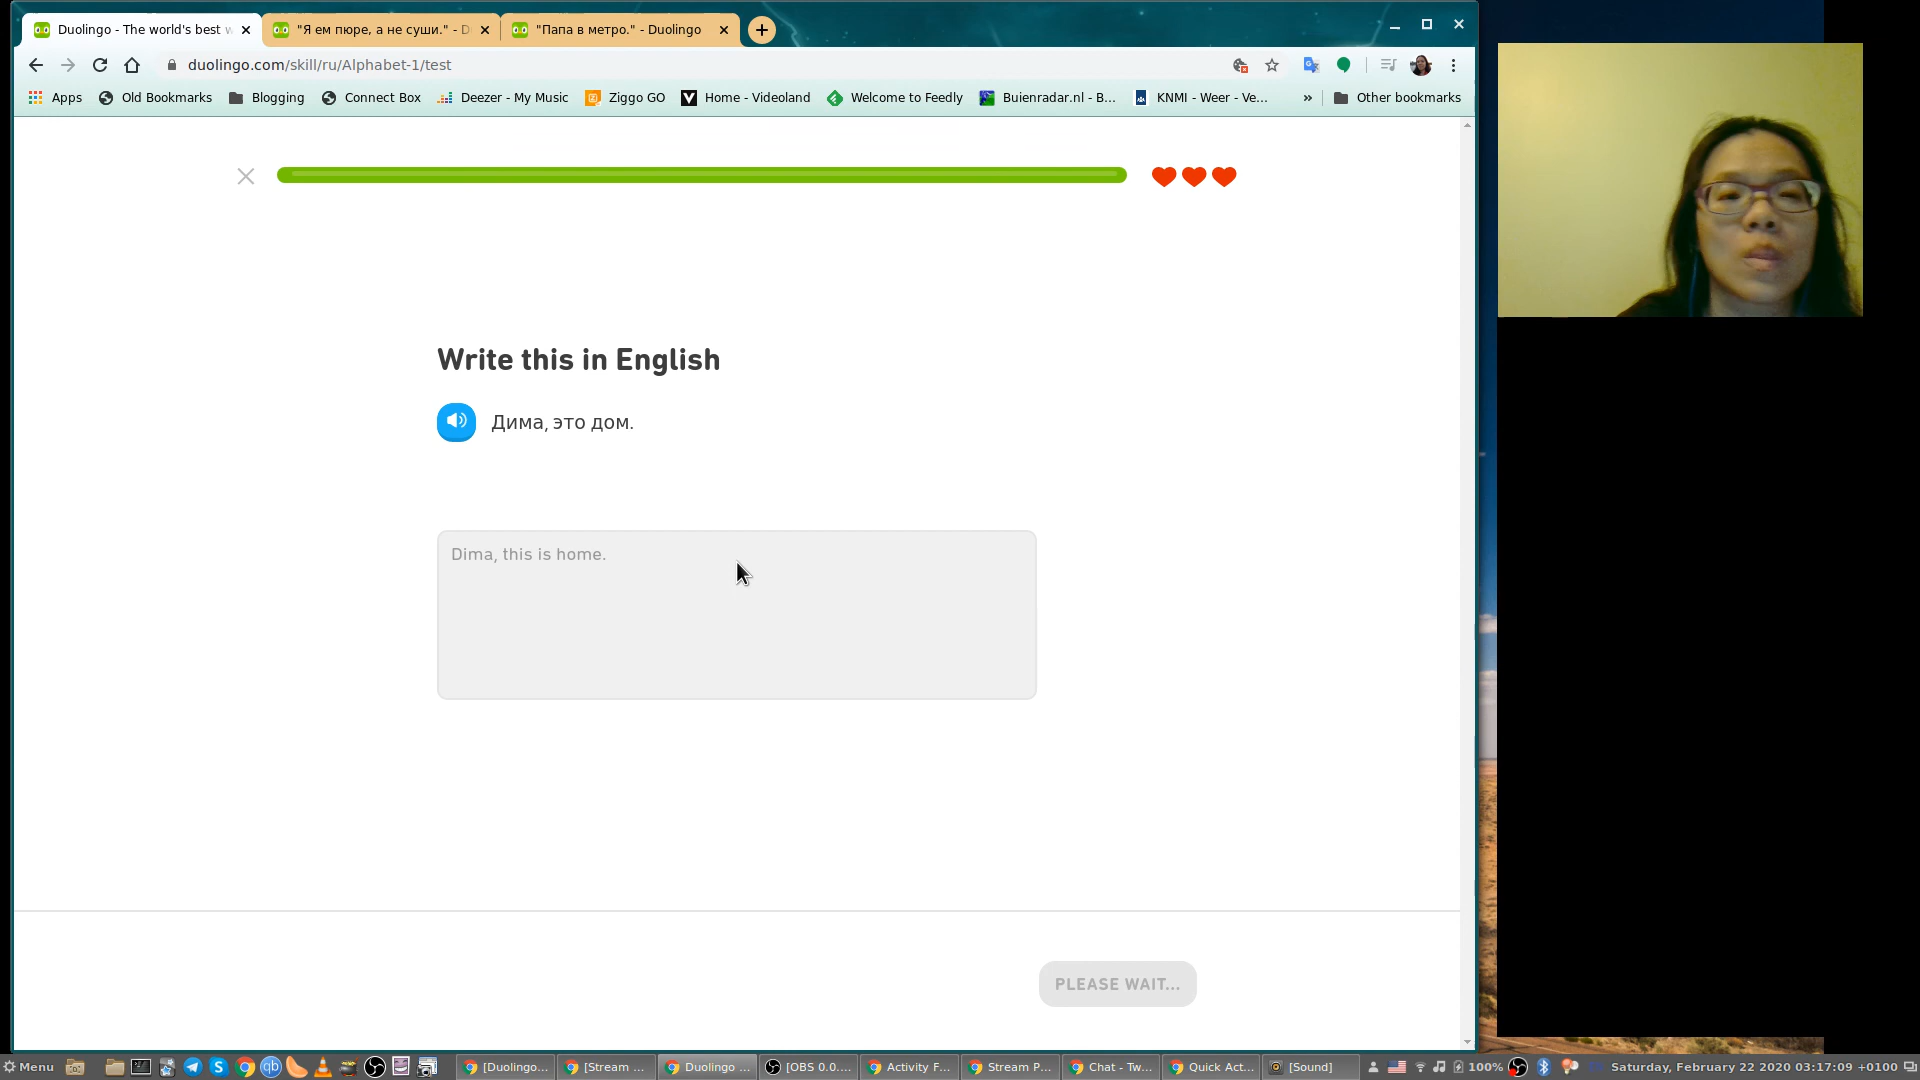 Duolingo - The world's best w
"Я ем пюре, а не суши." - D
"Папа в метро." - Duolingo
duolingo.com/skill/ru/Alphabet-1/test
Apps Old Bookmarks Blogging Connect Box Deezer - My Music Ziggo GO Home - Videoland Welcome to Feedly Buienradar.nl - B... KNMI - Weer - Ve... » Other bookmarks
Write this in English
Дима, это дом.
Dima, this is home.
PLEASE WAIT...
Menu [Duolingo... [Stream ... Duolingo ... [OBS 0.0.... Activity F... Stream P... Chat - Tw... Quick Act... [Sound] 100% Saturday, February 22 2020 03:17:09 +0100